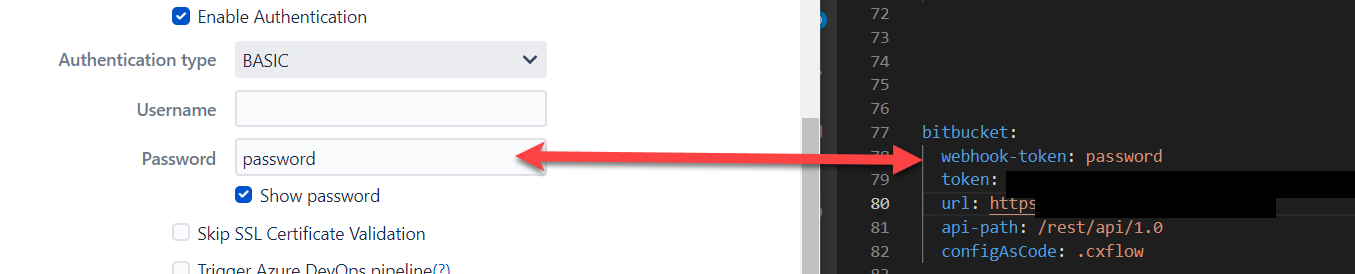 Enable Authentication
Authentication type BASIC
Username
Password password
Show password
Skip SSL Certificate Validation
Trigger Azure DevOps pipeline(?)
72
73
74
75
76
77 bitbucket:
78 webhook-token: password
79 token:
80 url: https
81 api-path: /rest/api/1.0
82 configAsCode: .cxflow
83